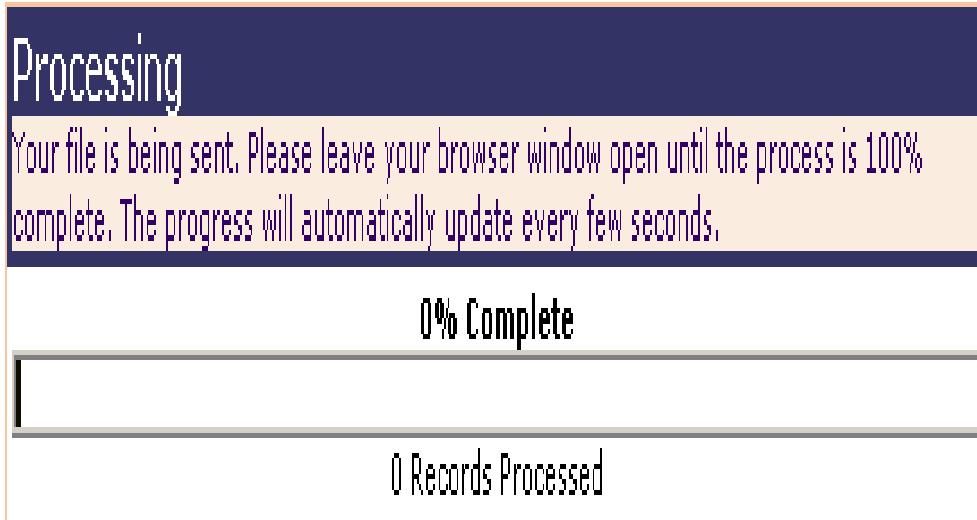 Processing
Your file is being sent. Please leave your browser window open until the process is 100%
complete. The progress will automatically update every few seconds.
0% Complete
0 Records Processed